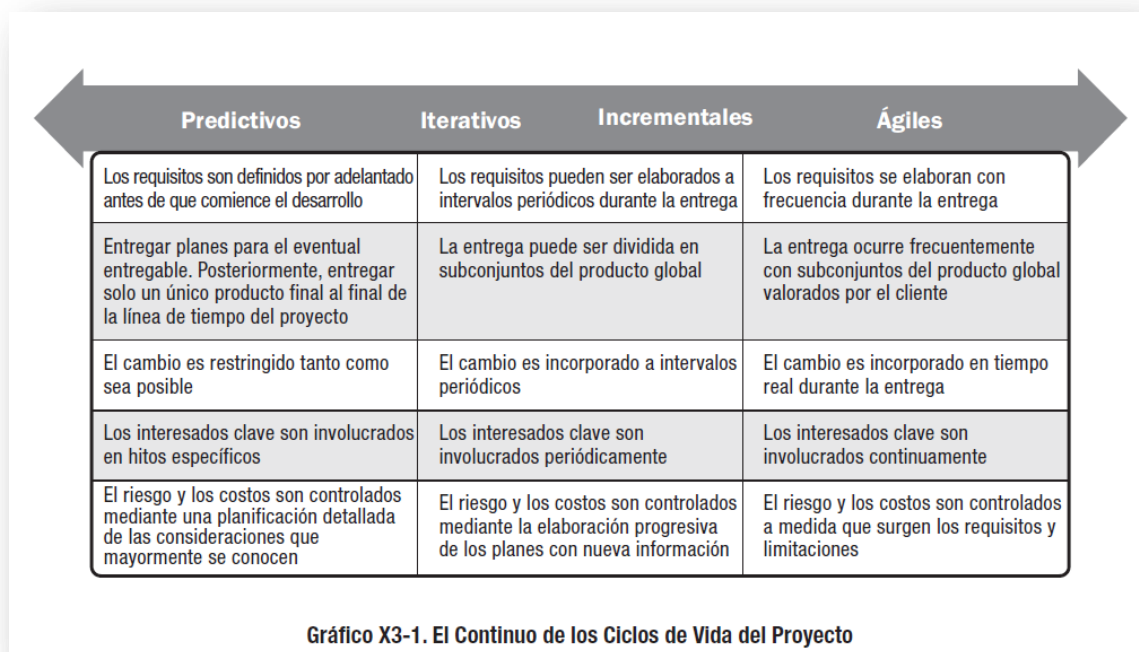 Predictivos Iterativos Incrementales Ágiles
Los requisitos son definidos por adelantado
antes de que comience el desarrollo
Los requisitos pueden ser elaborados a
intervalos periódicos durante la entrega
Los requisitos se elaboran con
frecuencia durante la entrega
Entregar planes para el eventual
entregable. Posteriormente, entregar
solo un único producto final al final de
la línea de tiempo del proyecto
La entrega puede ser dividida en
subconjuntos del producto global
La entrega ocurre frecuentemente
con subconjuntos del producto global
valorados por el cliente
El cambio es restringido tanto como
sea posible
El cambio es incorporado a intervalos
periódicos
El cambio es incorporado en tiempo
real durante la entrega
Los interesados clave son involucrados
en hitos específicos
Los interesados clave son
involucrados periódicamente
Los interesados clave son
involucrados continuamente
El riesgo y los costos son controlados
mediante una planificación detallada
de las consideraciones que
mayormente se conocen
El riesgo y los costos son controlados
mediante la elaboración progresiva
de los planes con nueva información
El riesgo y los costos son controlados
a medida que surgen los requisitos y
limitaciones
Gráfico X3-1. El Continuo de los Ciclos de Vida del Proyecto